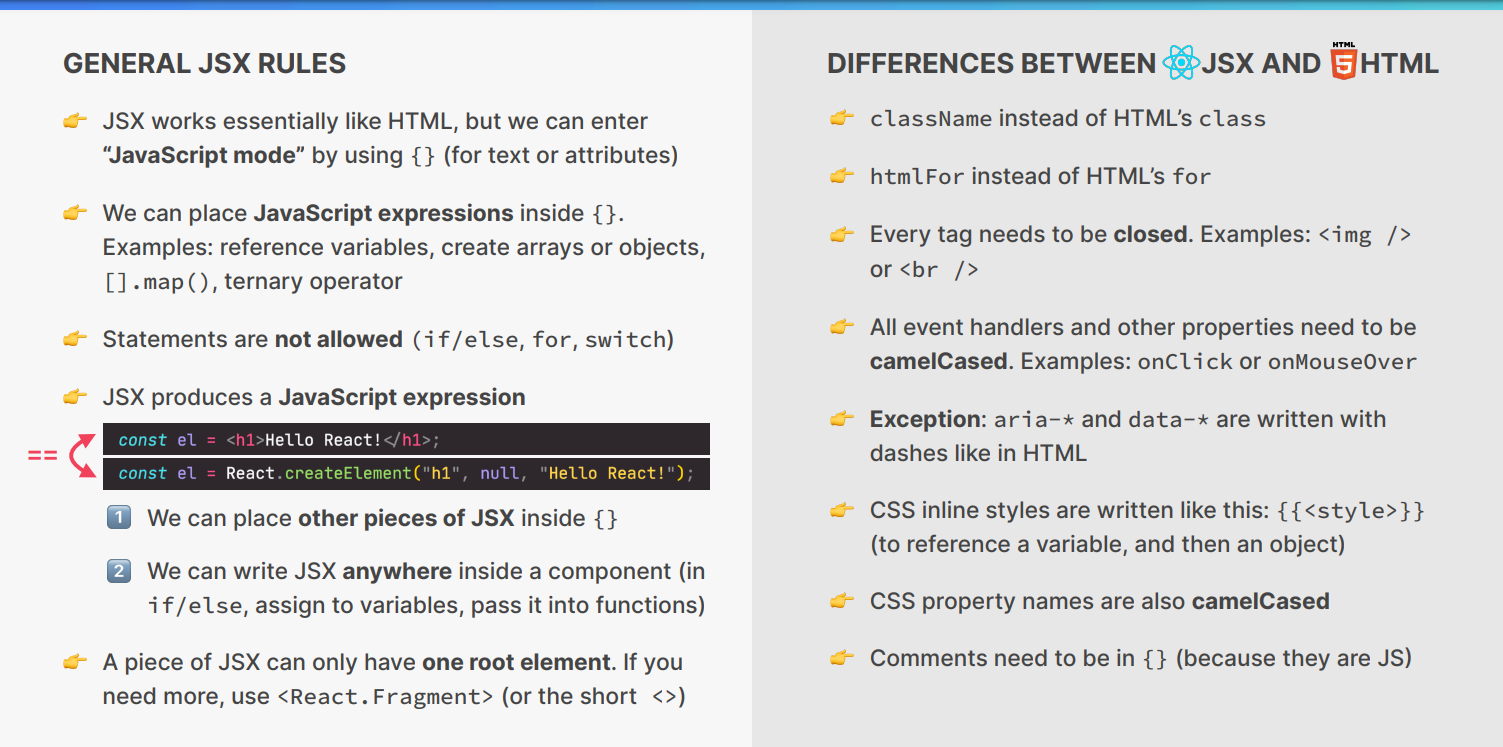 GENERAL JSX RULES
👉 JSX works essentially like HTML, but we can enter
“JavaScript mode” by using {} (for text or attributes)
👉 We can place JavaScript expressions inside {}.
Examples: reference variables, create arrays or objects,
[].map(), ternary operator
👉 Statements are not allowed (if/else, for, switch)
👉 JSX produces a JavaScript expression
const el = <h1>Hello React!</h1>;
==
const el = React.createElement("h1", null, "Hello React!");
1 We can place other pieces of JSX inside {}
2 We can write JSX anywhere inside a component (in
if/else, assign to variables, pass it into functions)
👉 A piece of JSX can only have one root element. If you
need more, use <React.Fragment> (or the short <>)
DIFFERENCES BETWEEN JSX AND HTML 5 HTML
👉 className instead of HTML’s class
👉 htmlFor instead of HTML’s for
👉 Every tag needs to be closed. Examples: <img />
or <br />
👉 All event handlers and other properties need to be
camelCased. Examples: onClick or onMouseOver
👉 Exception: aria-* and data-* are written with
dashes like in HTML
👉 CSS inline styles are written like this: {{<style>}}
(to reference a variable, and then an object)
👉 CSS property names are also camelCased
👉 Comments need to be in {} (because they are JS)